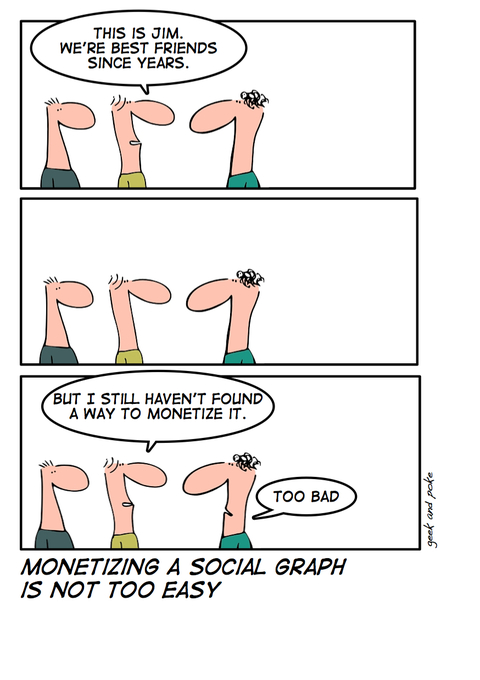 THIS IS JIM.
WE'RE BEST FRIENDS
SINCE YEARS.
BUT I STILL HAVEN'T FOUND
A WAY TO MONETIZE IT.
TOO BAD
geek and poke
MONETIZING A SOCIAL GRAPH
IS NOT TOO EASY